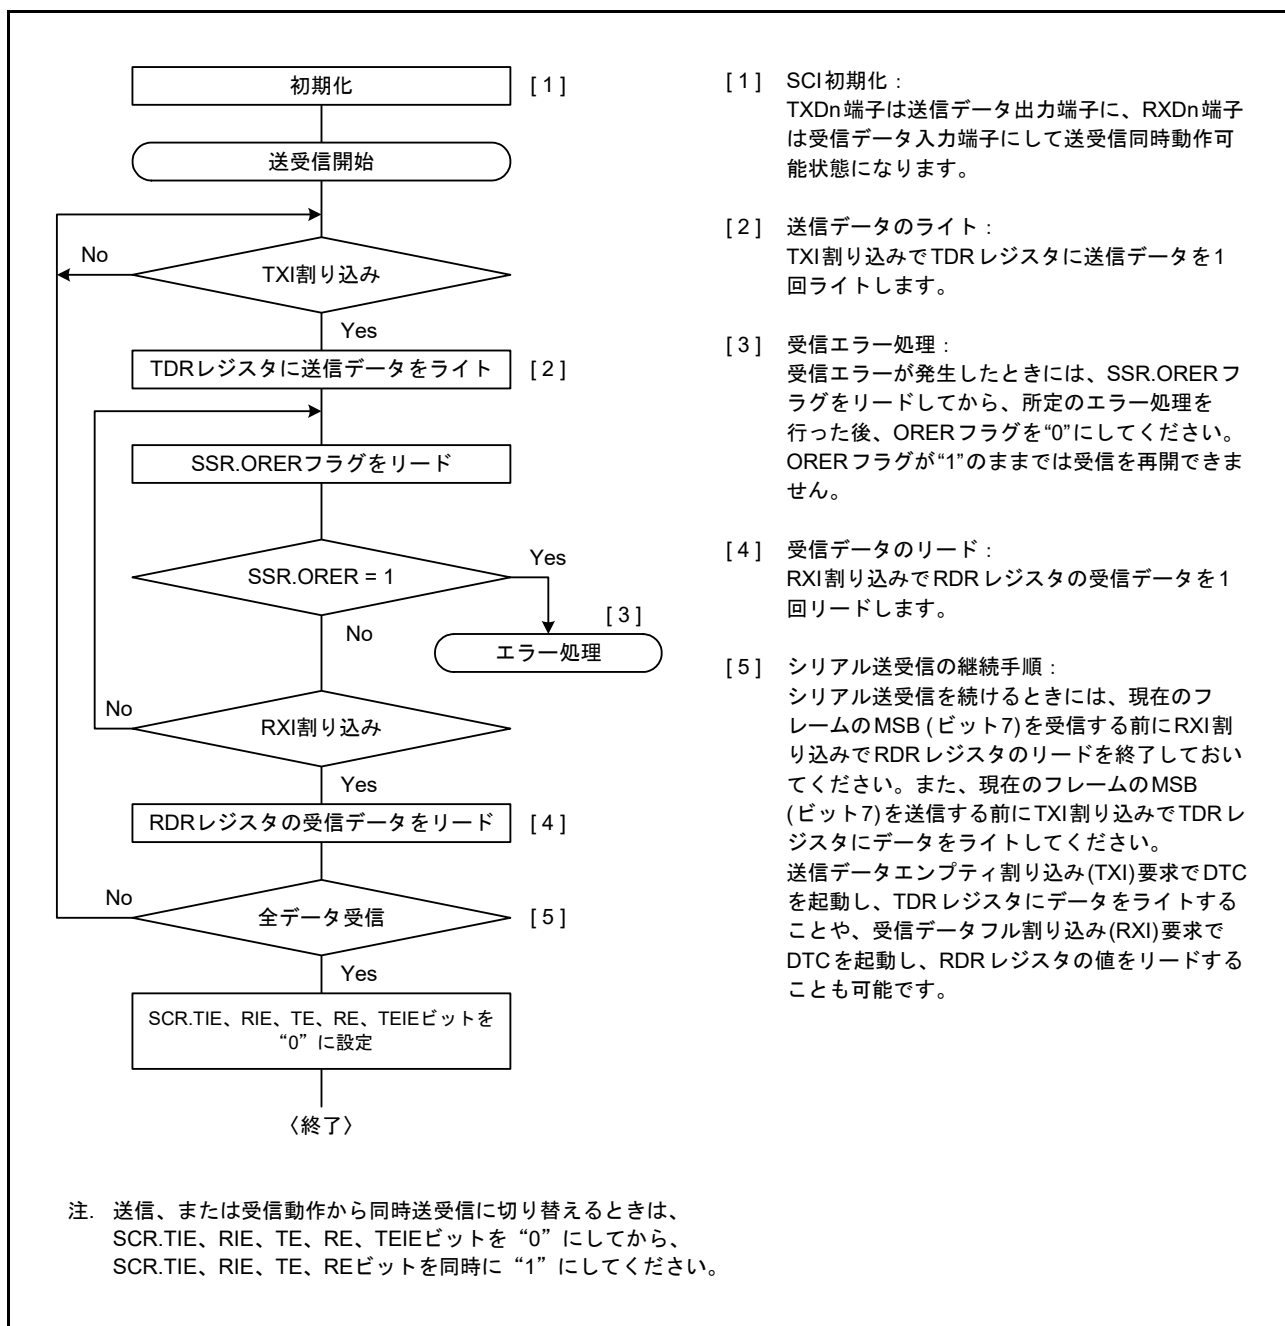 初期化
[ 1 ]
送受信開始
No
TXI割り込み
Yes
TDRレジスタに送信データをライト
[ 2 ]
SSR.ORERフラグをリード
SSR.ORER = 1
Yes
[ 3 ]
No
エラー処理
No
RXI割り込み
Yes
RDRレジスタの受信データをリード
[ 4 ]
No
全データ受信
[ 5 ]
Yes
SCR.TIE、RIE、TE、RE、TEIEビットを
“0”に設定
〈終了〉
[ 1 ] SCI初期化：
TXDn端子は送信データ出力端子に、RXDn端子
は受信データ入力端子にして送受信同時動作可
能状態になります。
[ 2 ] 送信データのライト：
TXI割り込みでTDRレジスタに送信データを1
回ライトします。
[ 3 ] 受信エラー処理：
受信エラーが発生したときには、SSR.ORERフ
ラグをリードしてから、所定のエラー処理を
行った後、ORERフラグを“0”にしてください。
ORERフラグが“1”のままでは受信を再開できま
せん。
[ 4 ] 受信データのリード：
RXI割り込みでRDRレジスタの受信データを1
回リードします。
[ 5 ] シリアル送受信の継続手順：
シリアル送受信を続けるときには、現在のフ
レームのMSB (ビット7)を受信する前にRXI割
り込みでRDRレジスタのリードを終了しておい
てください。また、現在のフレームのMSB
(ビット7)を送信する前にTXI割り込みでTDRレ
ジスタにデータをライトしてください。
送信データエンプティ割り込み(TXI)要求でDTC
を起動し、TDRレジスタにデータをライトする
ことや、受信データフル割り込み(RXI)要求で
DTCを起動し、RDRレジスタの値をリードする
ことも可能です。
注. 送信、または受信動作から同時送受信に切り替えるときは、
SCR.TIE、RIE、TE、RE、TEIEビットを“0”にしてから、
SCR.TIE、RIE、TE、REビットを同時に“1”にしてください。